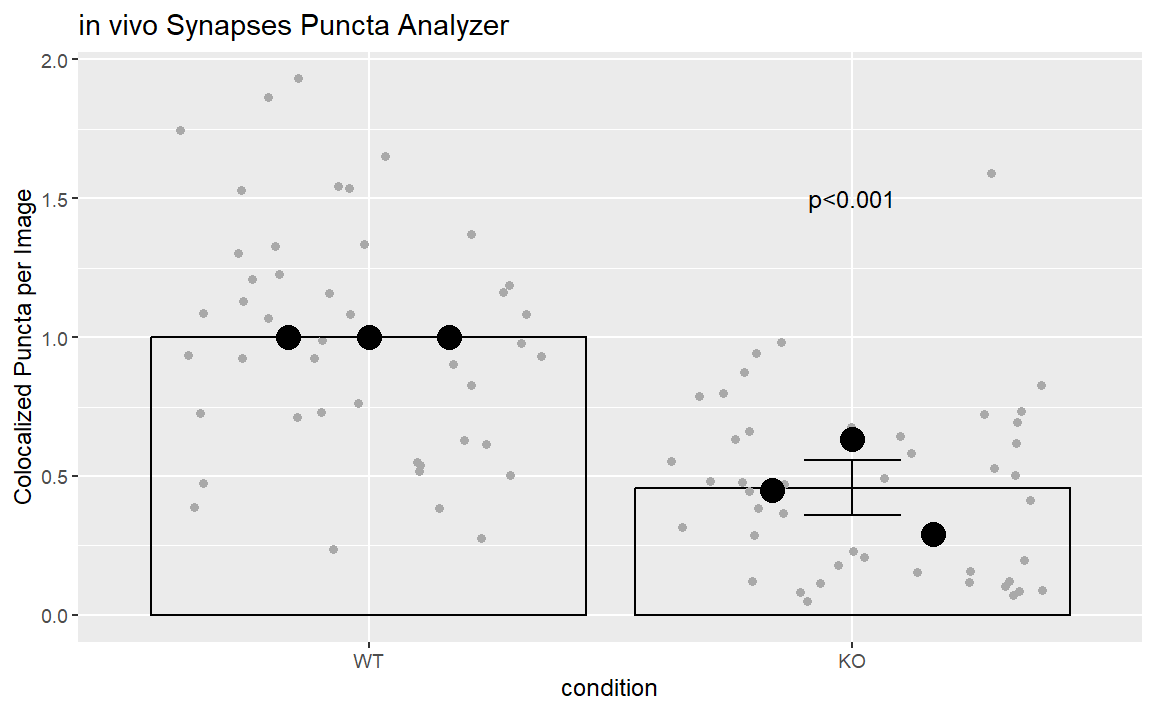 in vivo Synapses Puncta Analyzer
Colocalized Puncta per Image
2.0
1.5
1.0
0.5
0.0
p<0.001
WT
KO
condition